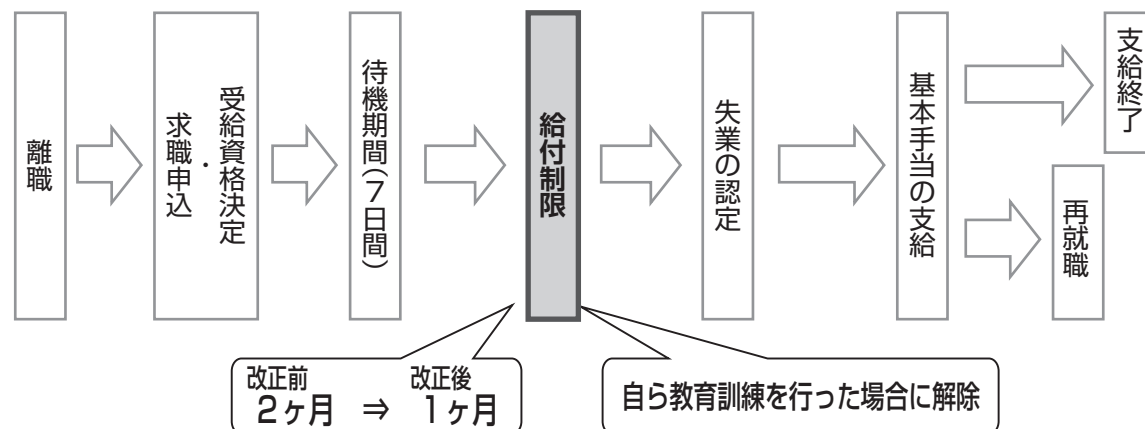 離職
受給資格決定
・
求職申込
待機期間(7日間)
給付制限
失業の認定
基本手当の支給
支給終了
再就職
改正前 改正後
2ヶ月 ⇒ 1ヶ月
自ら教育訓練を行った場合に解除